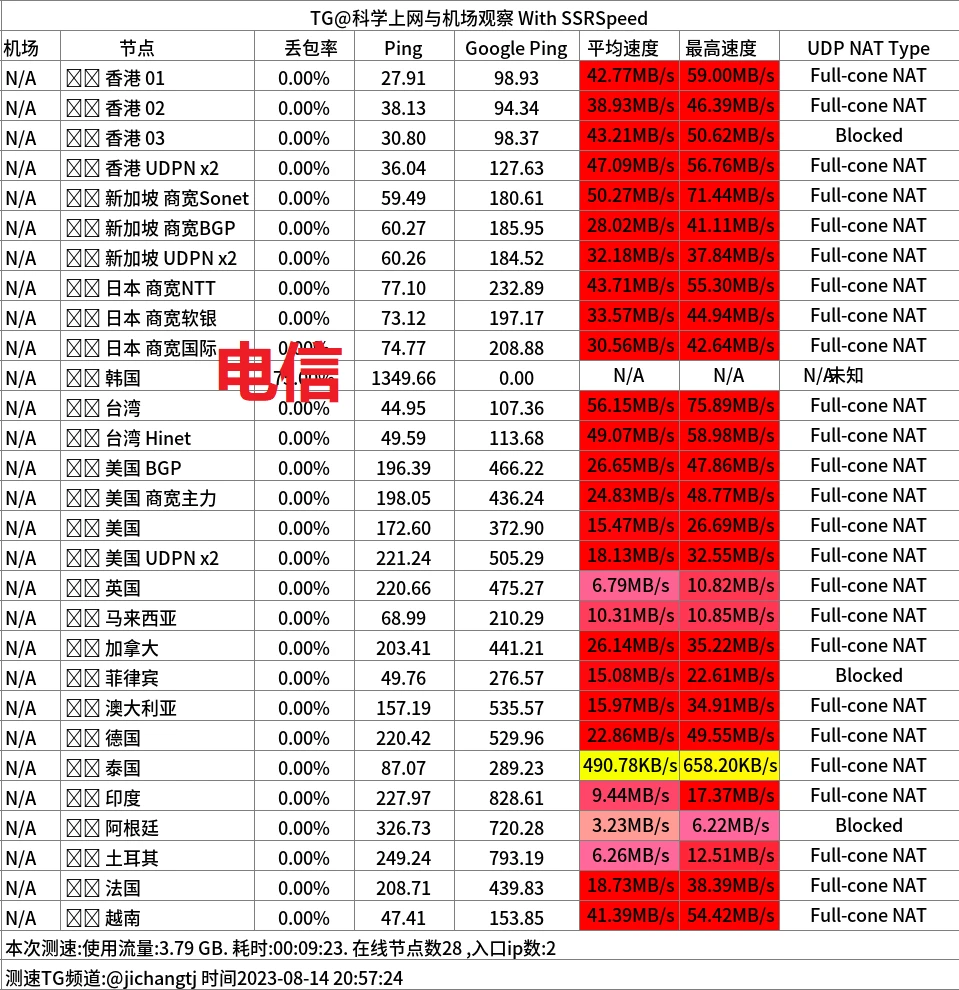 TG@科学上网与机场观察 With SSRSpeed
机场 节点 丢包率 Ping Google Ping 平均速度 最高速度 UDP NAT Type
N/A 香港 01 0.00% 27.91 98.93 42.77MB/s 59.00MB/s Full-cone NAT
N/A 香港 02 0.00% 38.13 94.34 38.93MB/s 46.39MB/s Full-cone NAT
N/A 香港 03 0.00% 30.80 98.37 43.21MB/s 50.62MB/s Blocked
N/A 香港 UDPN x2 0.00% 36.04 127.63 47.09MB/s 56.76MB/s Full-cone NAT
N/A 新加坡 商宽Sonet 0.00% 59.49 180.61 50.27MB/s 71.44MB/s Full-cone NAT
N/A 新加坡 商宽BGP 0.00% 60.27 185.95 28.02MB/s 41.11MB/s Full-cone NAT
N/A 新加坡 UDPN x2 0.00% 60.26 184.52 32.18MB/s 37.84MB/s Full-cone NAT
N/A 日本 商宽NTT 0.00% 77.10 232.89 43.71MB/s 55.30MB/s Full-cone NAT
N/A 日本 商宽软银 0.00% 73.12 197.17 33.57MB/s 44.94MB/s Full-cone NAT
N/A 日本 商宽国际 0.00% 74.77 208.88 30.56MB/s 42.64MB/s Full-cone NAT
电信
N/A 韩国 1349.66 0.00 N/A N/A N/A未知
N/A 台湾 0.00% 44.95 107.36 56.15MB/s 75.89MB/s Full-cone NAT
N/A 台湾 Hinet 0.00% 49.59 113.68 49.07MB/s 58.98MB/s Full-cone NAT
N/A 美国 BGP 0.00% 196.39 466.22 26.65MB/s 47.86MB/s Full-cone NAT
N/A 美国 商宽主力 0.00% 198.05 436.24 24.83MB/s 48.77MB/s Full-cone NAT
N/A 美国 0.00% 172.60 372.90 15.47MB/s 26.69MB/s Full-cone NAT
N/A 美国 UDPN x2 0.00% 221.24 505.29 18.13MB/s 32.55MB/s Full-cone NAT
N/A 英国 0.00% 220.66 475.27 6.79MB/s 10.82MB/s Full-cone NAT
N/A 马来西亚 0.00% 68.99 210.29 10.31MB/s 10.85MB/s Full-cone NAT
N/A 加拿大 0.00% 203.41 441.21 26.14MB/s 35.22MB/s Full-cone NAT
N/A 菲律宾 0.00% 49.76 276.57 15.08MB/s 22.61MB/s Blocked
N/A 澳大利亚 0.00% 157.19 535.57 15.97MB/s 34.91MB/s Full-cone NAT
N/A 德国 0.00% 220.42 529.96 22.86MB/s 49.55MB/s Full-cone NAT
N/A 泰国 0.00% 87.07 289.23 490.78KB/s 658.20KB/s Full-cone NAT
N/A 印度 0.00% 227.97 828.61 9.44MB/s 17.37MB/s Full-cone NAT
N/A 阿根廷 0.00% 326.73 720.28 3.23MB/s 6.22MB/s Blocked
N/A 土耳其 0.00% 249.24 793.19 6.26MB/s 12.51MB/s Full-cone NAT
N/A 法国 0.00% 208.71 439.83 18.73MB/s 38.39MB/s Full-cone NAT
N/A 越南 0.00% 47.41 153.85 41.39MB/s 54.42MB/s Full-cone NAT
本次测速:使用流量:3.79 GB. 耗时:00:09:23. 在线节点数28 ,入口ip数:2
测速TG频道:@jichangtj 时间2023-08-14 20:57:24